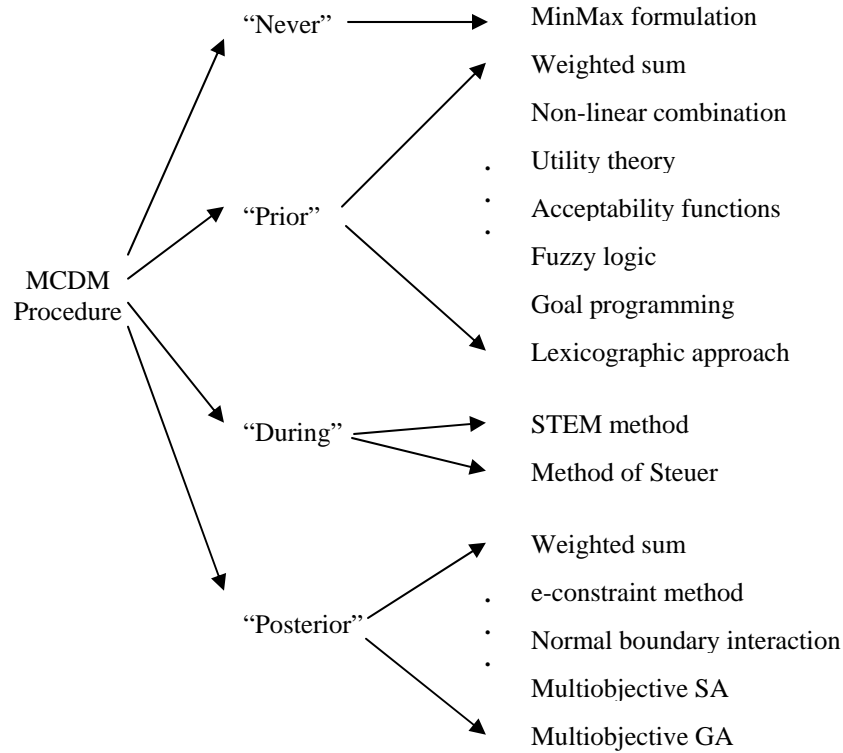 “Never”
MinMax formulation
Weighted sum
Non-linear combination
Utility theory
“Prior”
Acceptability functions
Fuzzy logic
MCDM
Procedure
Goal programming
Lexicographic approach
“During”
STEM method
Method of Steuer
Weighted sum
e-constraint method
“Posterior”
Normal boundary interaction
Multiobjective SA
Multiobjective GA